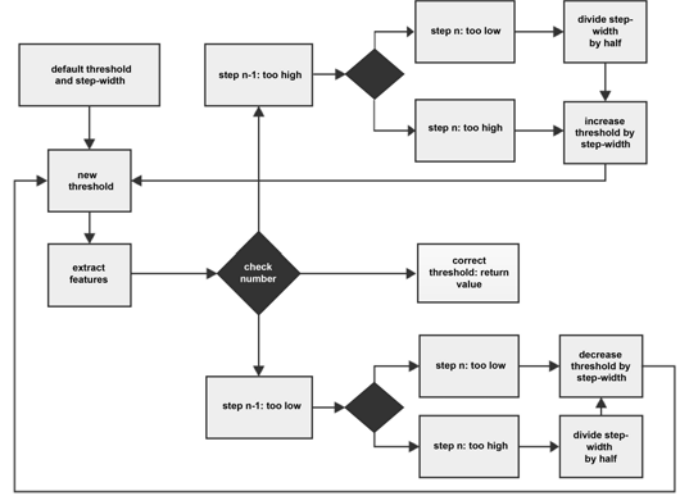 default threshold
and step-width
new
threshold
extract
features
check
number
step n-1: too high
step n: too low
divide step-
width
by half
step n: too high
increase
threshold by
step-width
correct
threshold: return
value
step n-1: too low
step n: too low
decrease
threshold by
step-width
step n: too high
divide step-
width
by half